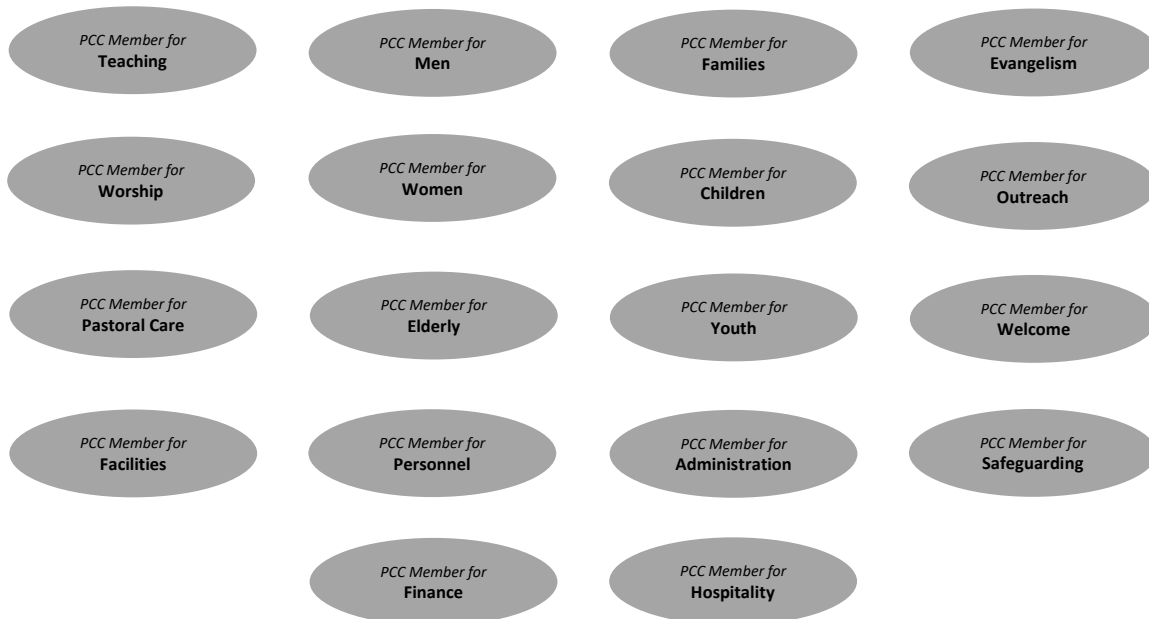 PCC Member for
Teaching
PCC Member for
Men
PCC Member for
Families
PCC Member for
Evangelism
PCC Member for
Worship
PCC Member for
Women
PCC Member for
Children
PCC Member for
Outreach
PCC Member for
Pastoral Care
PCC Member for
Elderly
PCC Member for
Youth
PCC Member for
Welcome
PCC Member for
Facilities
PCC Member for
Personnel
PCC Member for
Administration
PCC Member for
Safeguarding
PCC Member for
Finance
PCC Member for
Hospitality